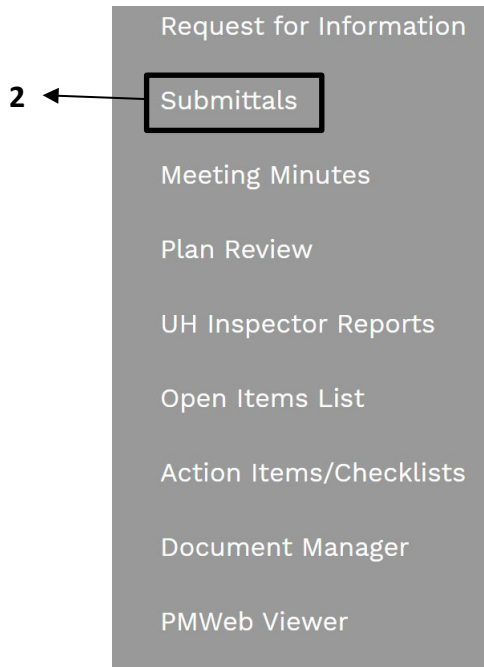 Request for Information
2
Submittals
Meeting Minutes
Plan Review
UH Inspector Reports
Open Items List
Action Items/Checklists
Document Manager
PMWeb Viewer